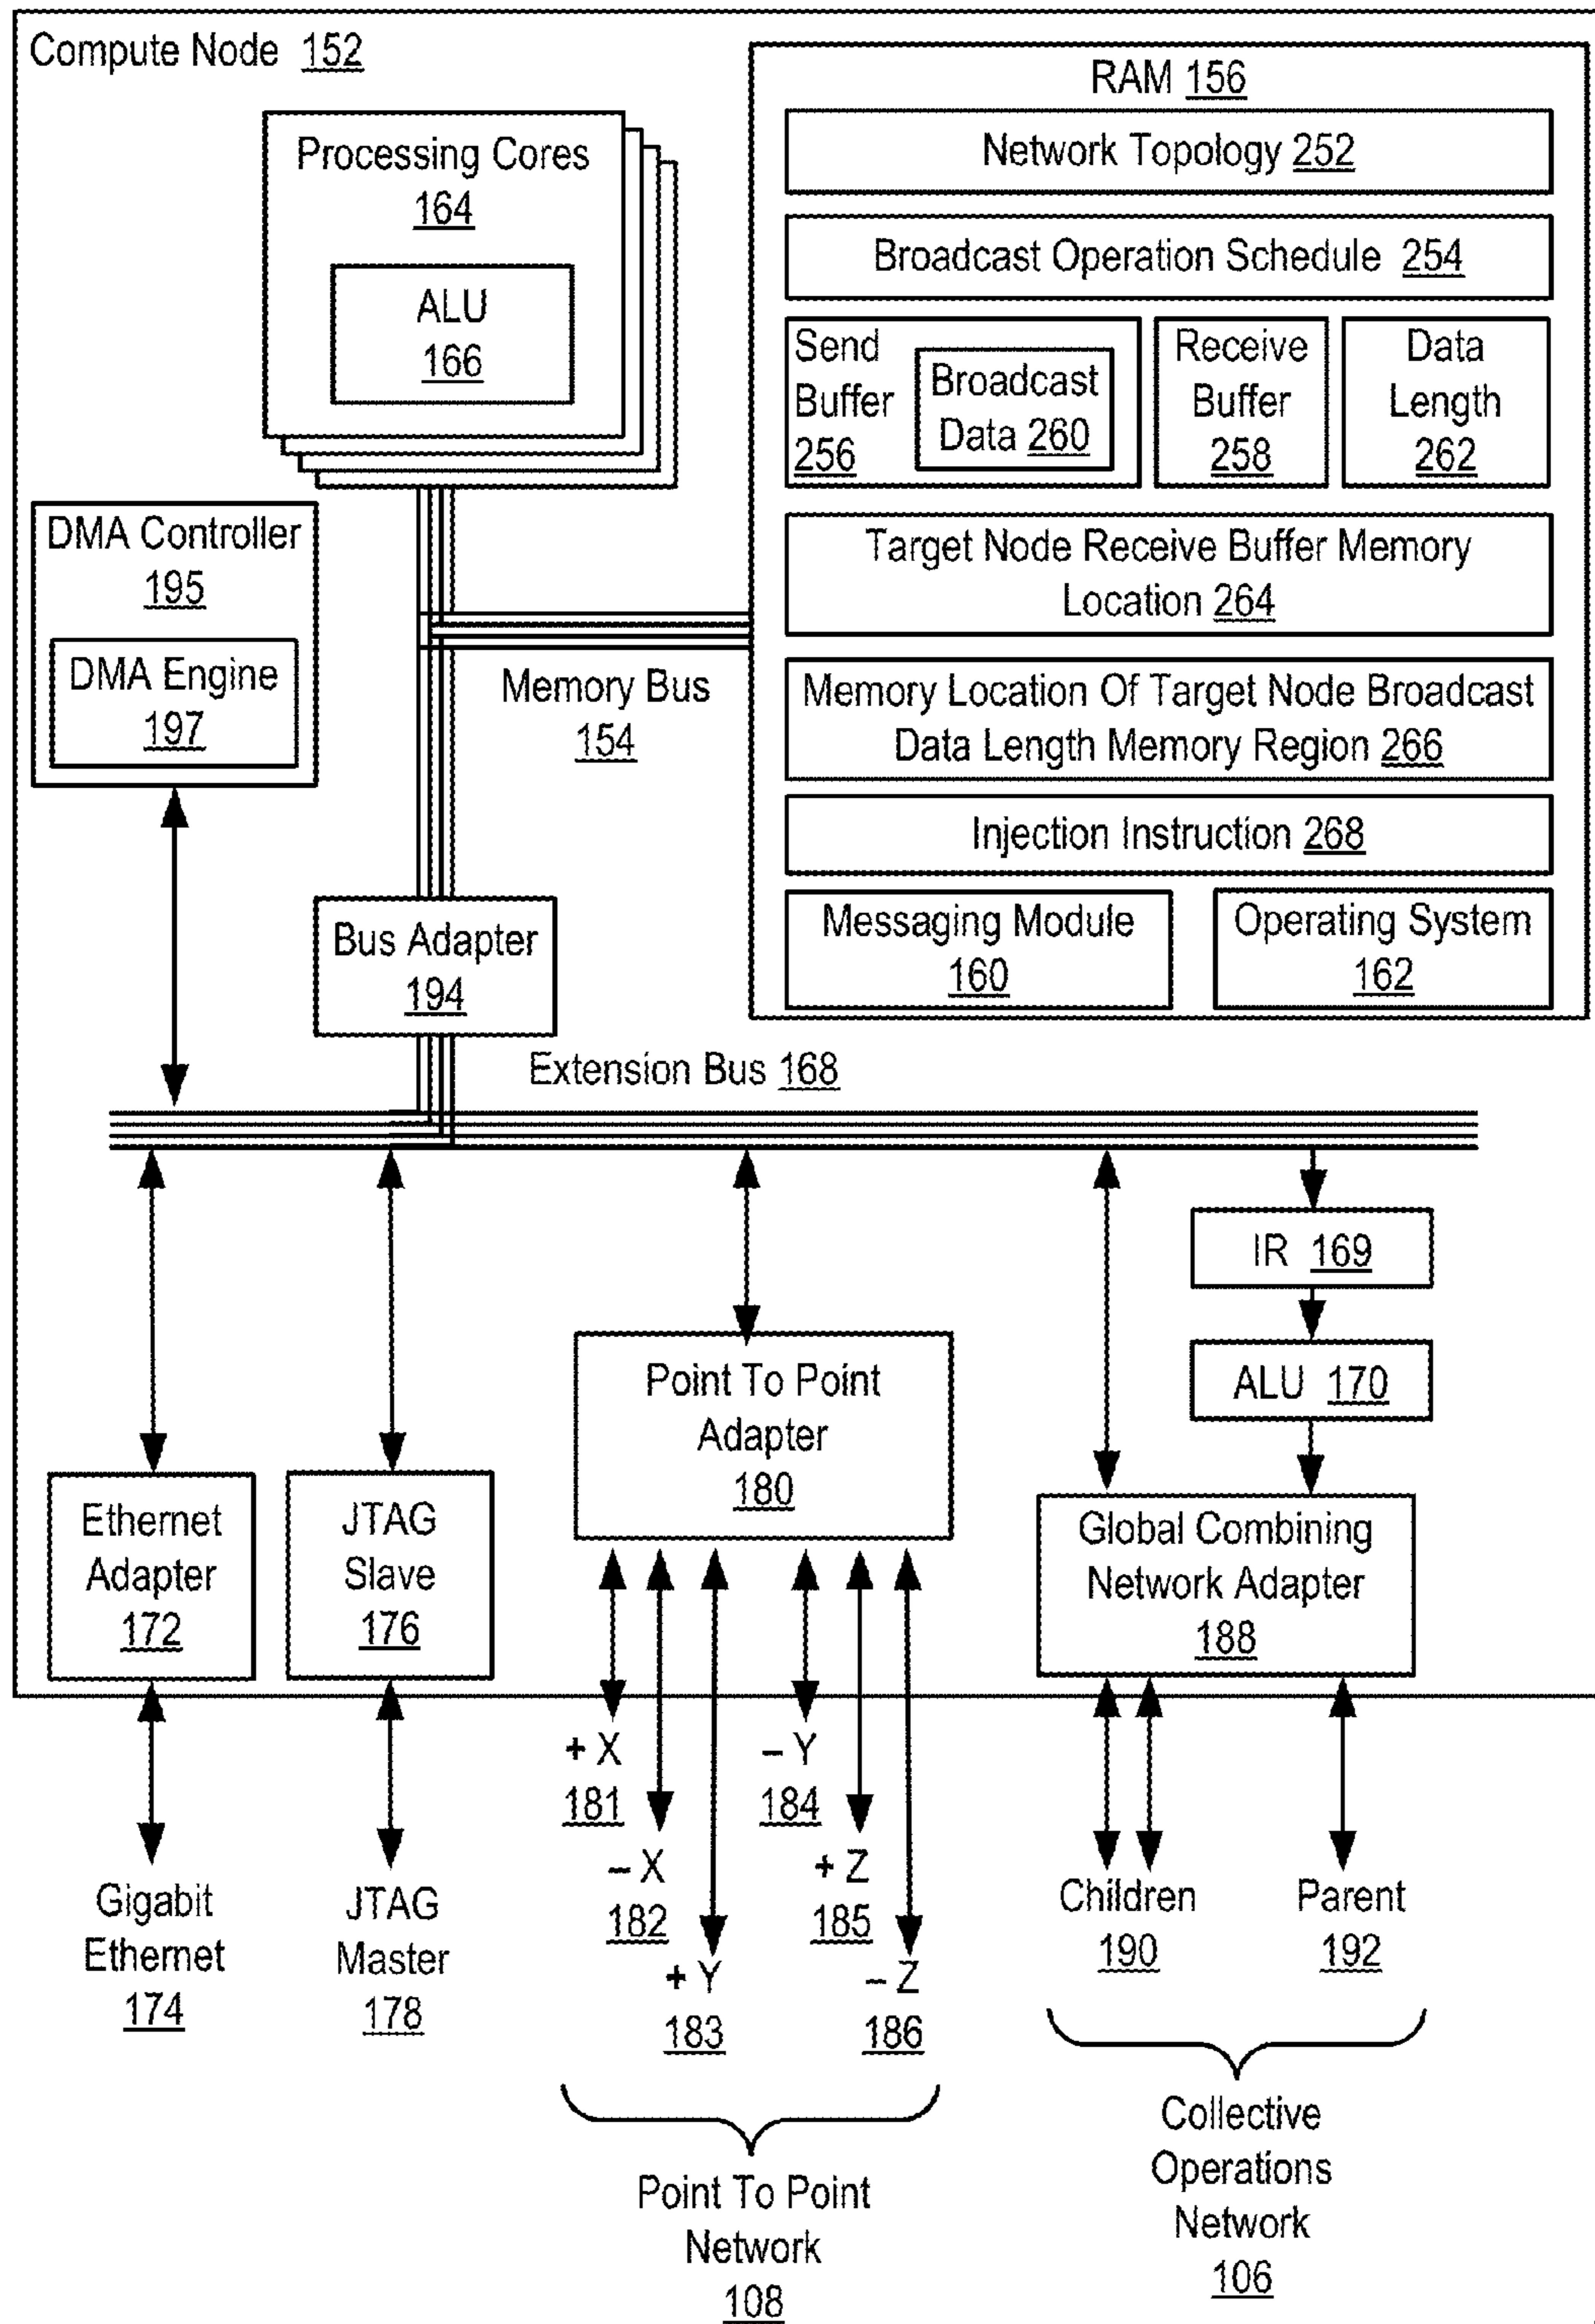 Compute Node 152
RAM 156
Processing Cores
164
ALU
166
Network Topology 252
Broadcast Operation Schedule 254
Send
Buffer
256
Broadcast
Data 260
Receive
Buffer
258
Data
Length
262
Target Node Receive Buffer Memory
Location 264
Memory Location Of Target Node Broadcast
Data Length Memory Region 266
Injection Instruction 268
Messaging Module
160
Operating System
162
DMA Controller
195
DMA Engine
197
Memory Bus
154
Bus Adapter
194
Extension Bus 168
IR 169
ALU 170
Point To Point
Adapter
180
Ethernet
Adapter
172
JTAG
Slave
176
Global Combining
Network Adapter
188
+ X
181
– X
182
+ Y
183
– Y
184
+ Z
185
– Z
186
Gigabit
Ethernet
174
JTAG
Master
178
Children
190
Parent
192
Point To Point
Network
108
Collective
Operations
Network
106